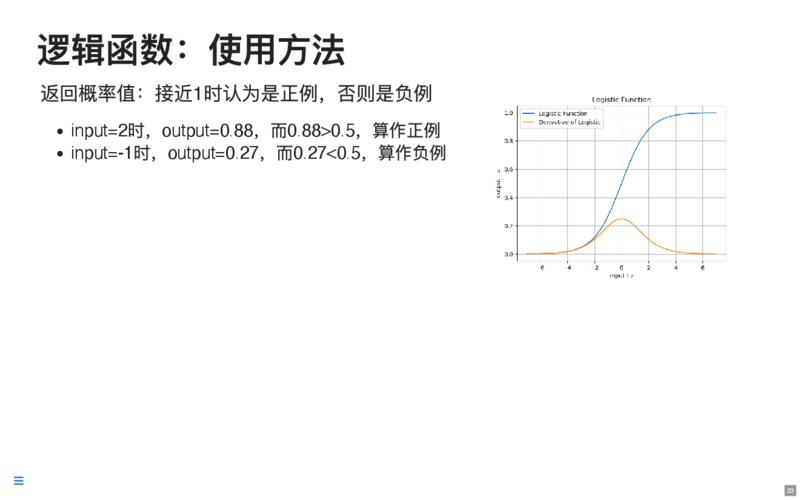 逻辑函数：使用方法
返回概率值：接近1时认为是正例，否则是负例
• input=2时，output=0.88，而0.88>0.5，算作正例
• input=-1时，output=0.27，而0.27<0.5，算作负例
Logistic Function
Logistic Function
Derivative of Logistic
1.0
0.8
0.6
0.4
0.2
0.0
-6 -4 -2 0 2 4 6
input : z
23